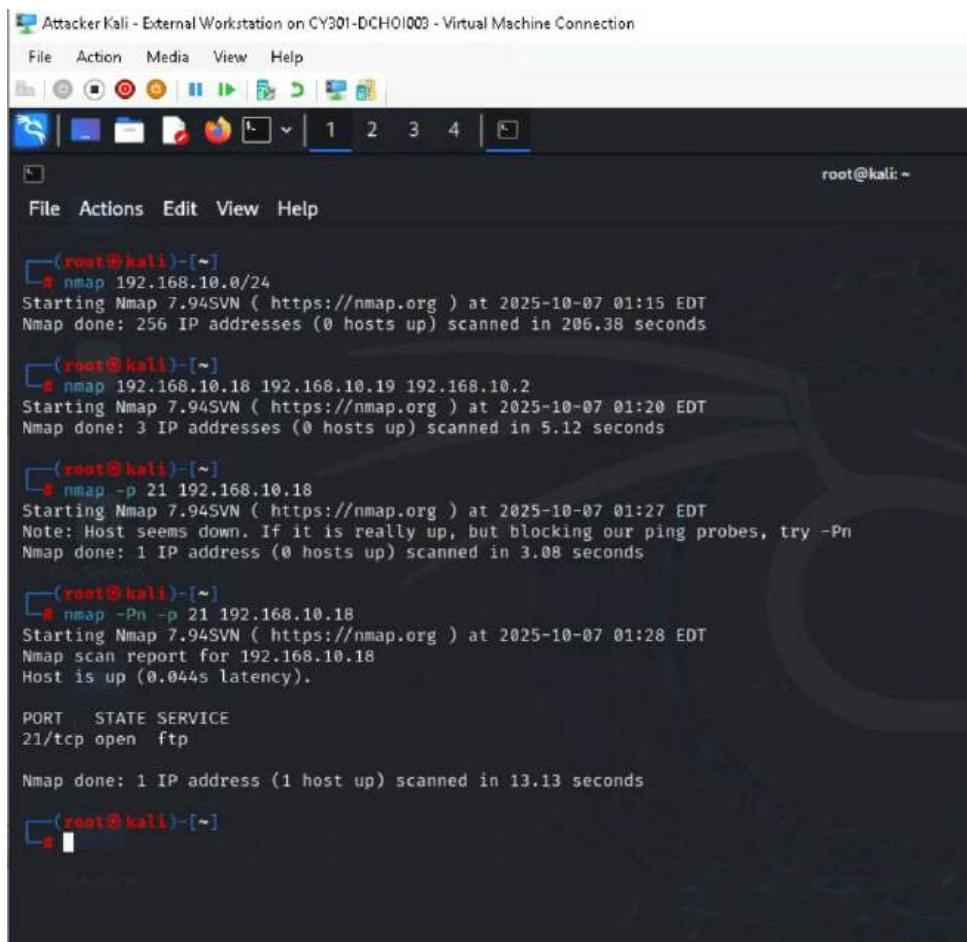 Attacker Kali - External Workstation on CY301-DCHOI003 - Virtual Machine Connection
File Action Media View Help
1 2 3 4
root@kali: ~
File Actions Edit View Help
┌──(root㉿kali)-[~]
└─# nmap 192.168.10.0/24
Starting Nmap 7.94SVN ( https://nmap.org ) at 2025-10-07 01:15 EDT
Nmap done: 256 IP addresses (0 hosts up) scanned in 206.38 seconds
┌──(root㉿kali)-[~]
└─# nmap 192.168.10.18 192.168.10.19 192.168.10.2
Starting Nmap 7.94SVN ( https://nmap.org ) at 2025-10-07 01:20 EDT
Nmap done: 3 IP addresses (0 hosts up) scanned in 5.12 seconds
┌──(root㉿kali)-[~]
└─# nmap -p 21 192.168.10.18
Starting Nmap 7.94SVN ( https://nmap.org ) at 2025-10-07 01:27 EDT
Note: Host seems down. If it is really up, but blocking our ping probes, try -Pn
Nmap done: 1 IP address (0 hosts up) scanned in 3.08 seconds
┌──(root㉿kali)-[~]
└─# nmap -Pn -p 21 192.168.10.18
Starting Nmap 7.94SVN ( https://nmap.org ) at 2025-10-07 01:28 EDT
Nmap scan report for 192.168.10.18
Host is up (0.044s latency).
PORT STATE SERVICE
21/tcp open ftp
Nmap done: 1 IP address (1 host up) scanned in 13.13 seconds
┌──(root㉿kali)-[~]
└─#